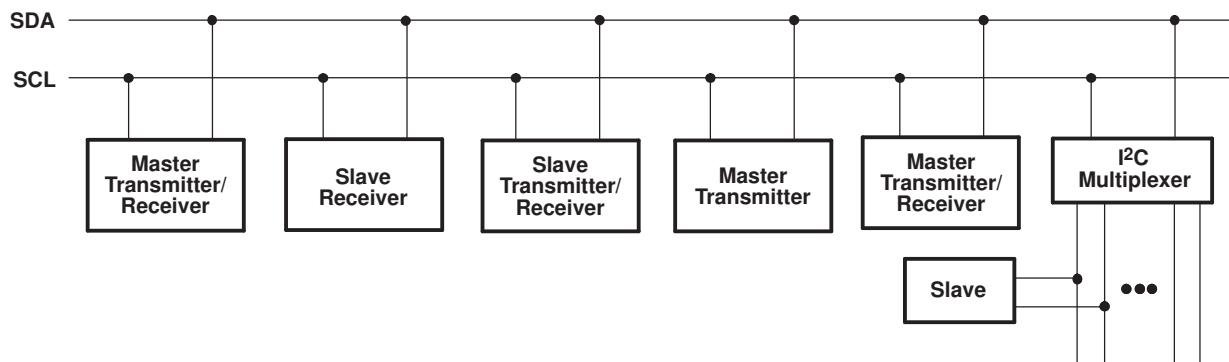 SDA
SCL
Master
Transmitter/
Receiver
Slave
Receiver
Slave
Transmitter/
Receiver
Master
Transmitter
Master
Transmitter/
Receiver
I²C
Multiplexer
Slave